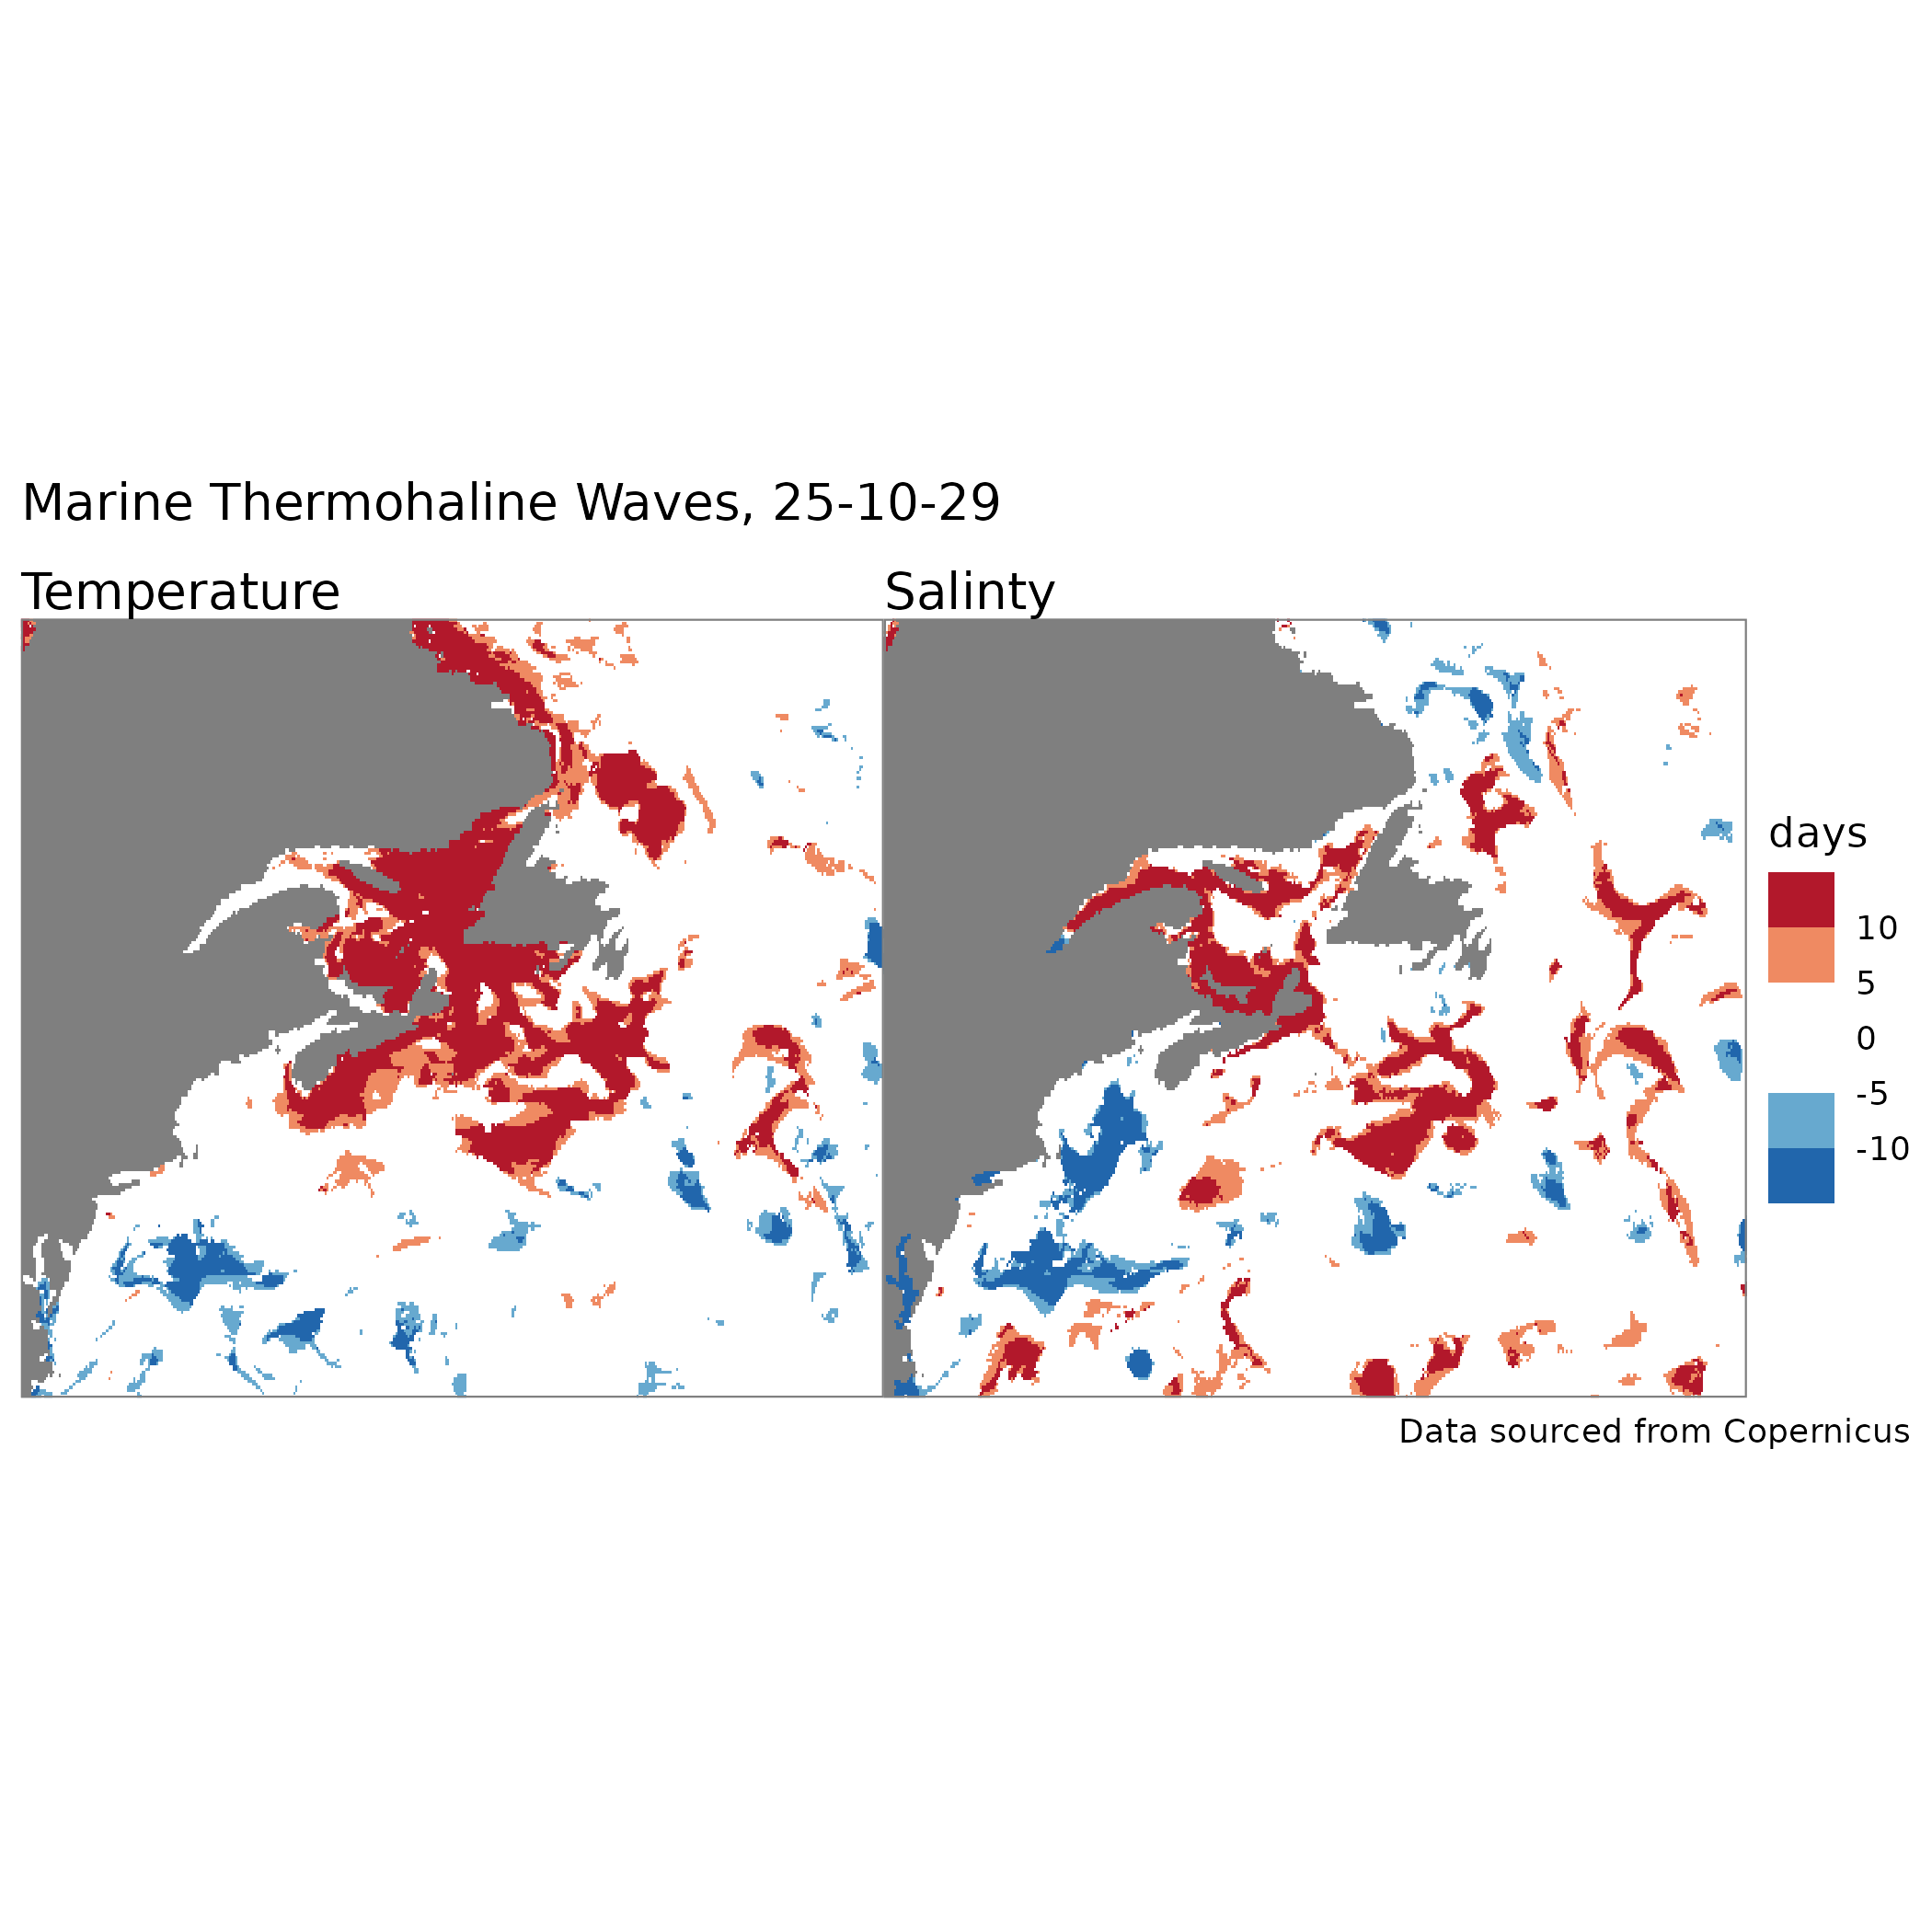 Marine Thermohaline Waves, 25-10-29
Temperature
Salinty
days
10
5
0
-5
-10
Data sourced from Copernicus